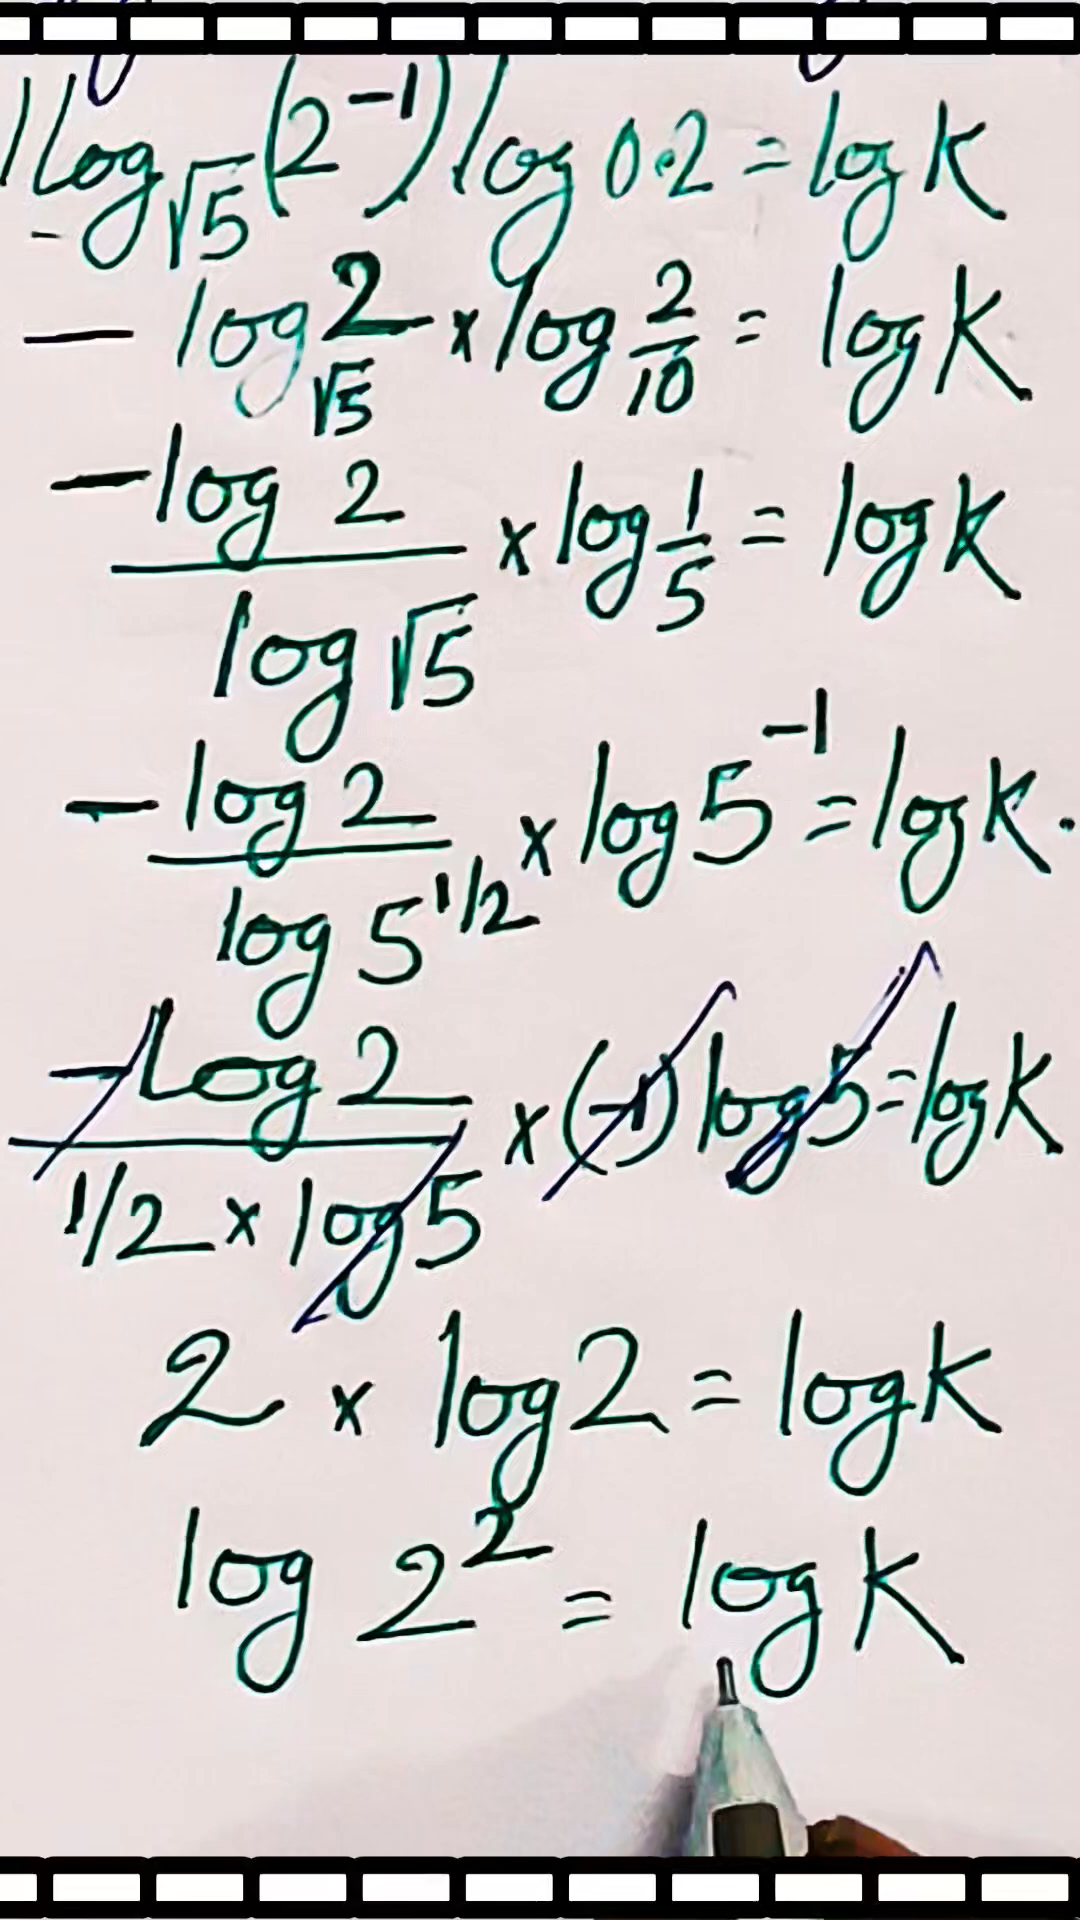 log√5(2⁻¹) log 0.2 = log K
- log√5 2 × log 2/10 = log K
- log 2 / log √5 × log 1/5 = log K
- log 2 / log 5^1/2 × log 5⁻¹ = log K.
- log 2 / 1/2 × log 5 × (-1) log 5 = log K
2 × log 2 = log K
log 2² = log K